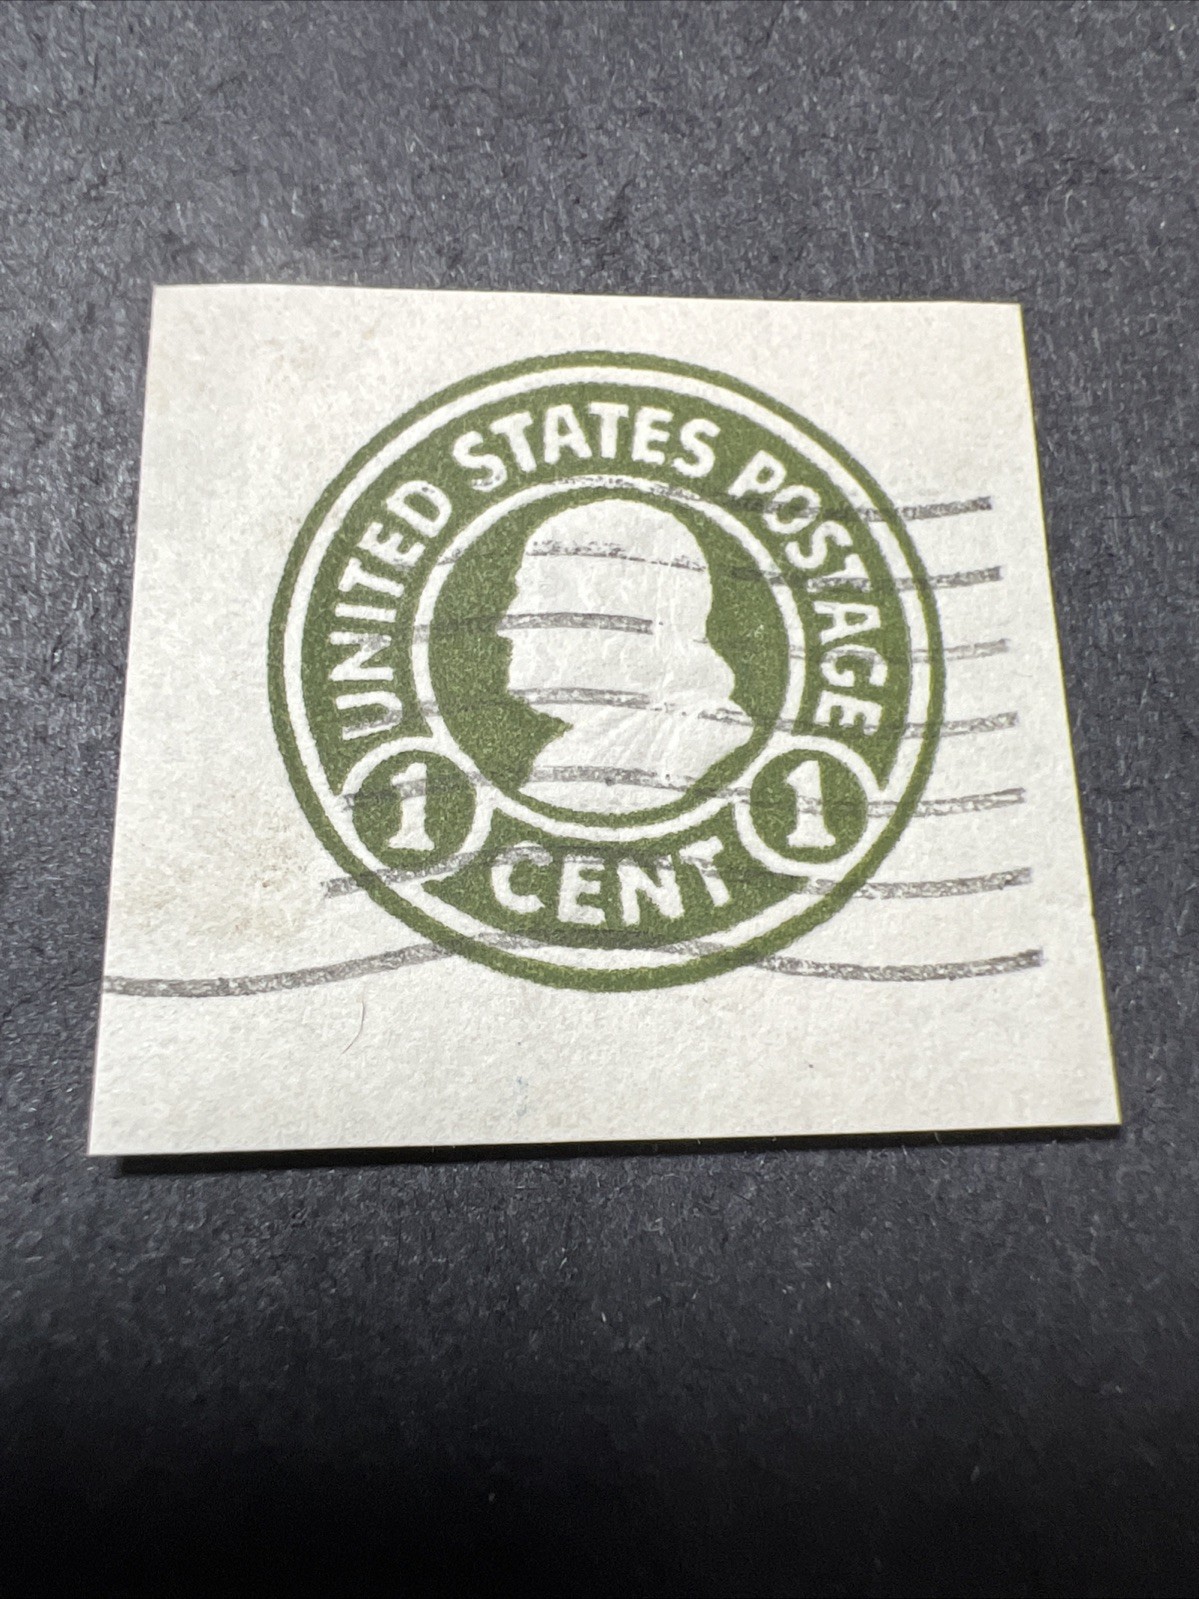 UNITED STATES POSTAGE
1 1
CENT